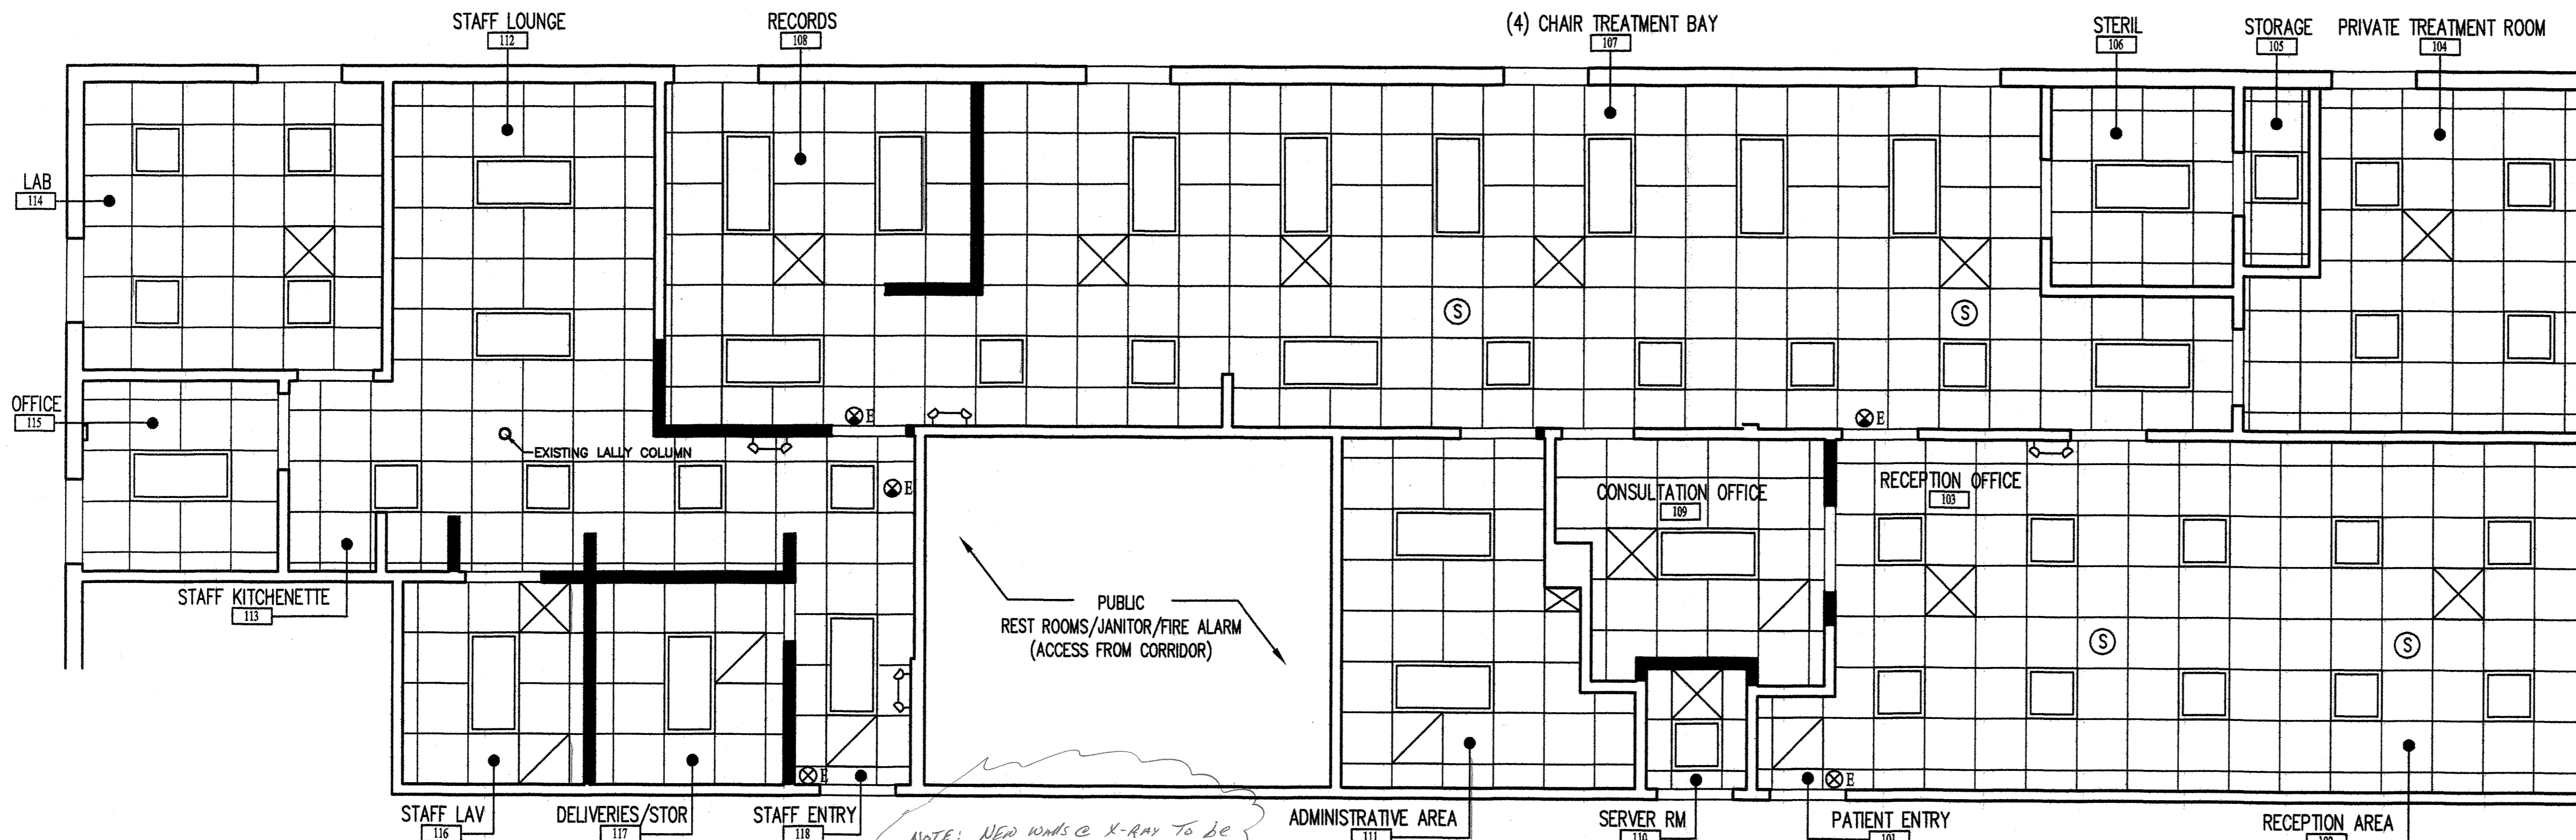 STAFF LOUNGE
112
RECORDS
108
(4) CHAIR TREATMENT BAY
107
STERIL
106
STORAGE
105
PRIVATE TREATMENT ROOM
104
LAB
114
S
S
OFFICE
115
E
E
EXISTING LALLY COLUMN
E
CONSULTATION OFFICE
109
RECEPTION OFFICE
103
STAFF KITCHENETTE
113
PUBLIC
REST ROOMS/JANITOR/FIRE ALARM
(ACCESS FROM CORRIDOR)
S
S
E
E
STAFF LAV
116
DELIVERIES/STOR
117
STAFF ENTRY
118
NOTE: NEW WALLS @ X-RAY TO be
ADMINISTRATIVE AREA
111
SERVER RM
110
PATIENT ENTRY
101
RECEPTION AREA
102